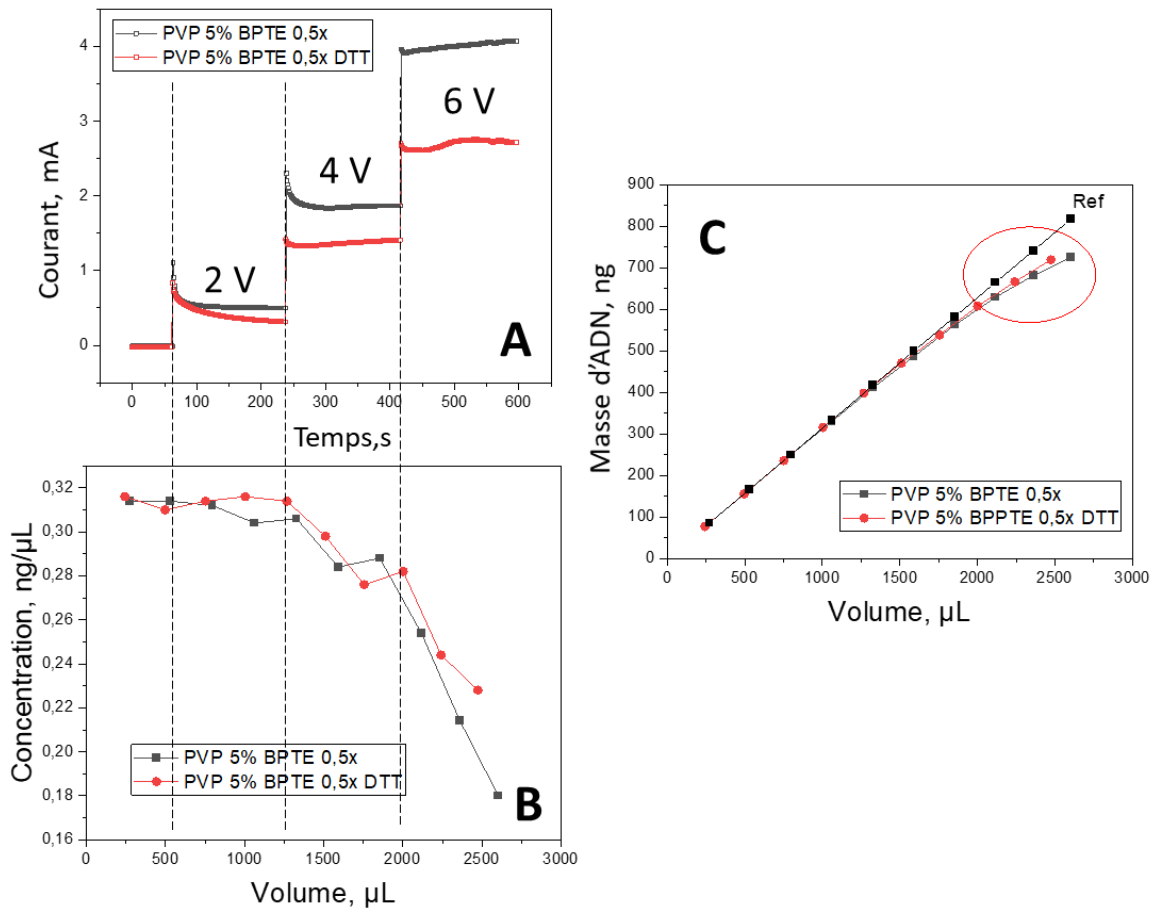 PVP 5% BPTE 0,5x
PVP 5% BPTE 0,5x DTT
4
3
2
1
0
Courant, mA
2 V
4 V
6 V
A
0
100
200
300
400
500
600
Temps,s
0,32
0,30
0,28
0,26
0,24
0,22
0,20
0,18
0,16
Concentration, ng/µL
PVP 5% BPTE 0,5x
PVP 5% BPTE 0,5x DTT
B
0
500
1000
1500
2000
2500
3000
Volume, µL
900
800
700
600
500
400
300
200
100
0
Masse d'ADN, ng
C
Ref
PVP 5% BPTE 0,5x
PVP 5% BPPTE 0,5x DTT
0
500
1000
1500
2000
2500
3000
Volume, µL